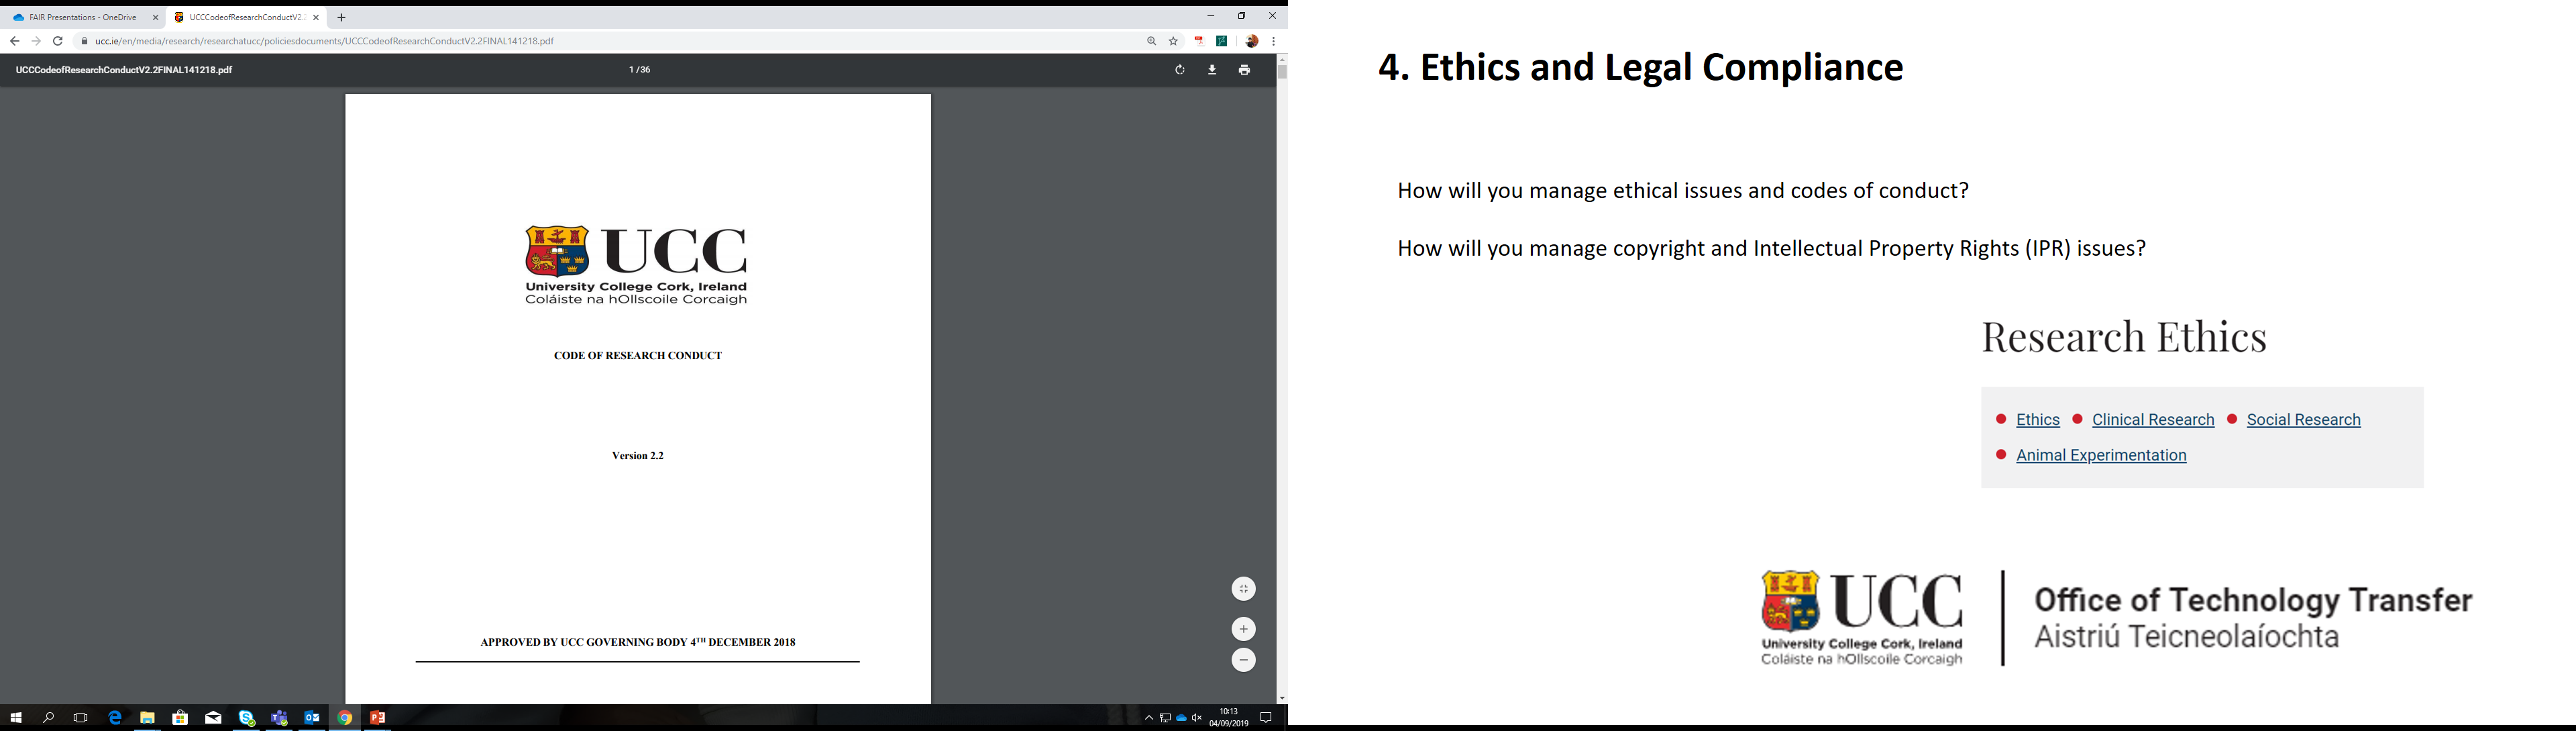 FAIR Presentations - OneDrive
UCCCodeofResearchConductV2.
ucc.ie/en/media/research/researchatucc/policiesdocuments/UCCCodeofResearchConductV2.2FINAL141218.pdf
UCCCodeofResearchConductV2.2FINAL141218.pdf
1 / 36
UCC
University College Cork, Ireland
Coláiste na hOllscoile Corcaigh
CODE OF RESEARCH CONDUCT
Version 2.2
APPROVED BY UCC GOVERNING BODY 4TH DECEMBER 2018
10:13
04/09/2019
4. Ethics and Legal Compliance
How will you manage ethical issues and codes of conduct?
How will you manage copyright and Intellectual Property Rights (IPR) issues?
Research Ethics
Ethics
Clinical Research
Social Research
Animal Experimentation
UCC
University College Cork, Ireland
Coláiste na hOllscoile Corcaigh
Office of Technology Transfer
Aistriú Teicneolaíochta